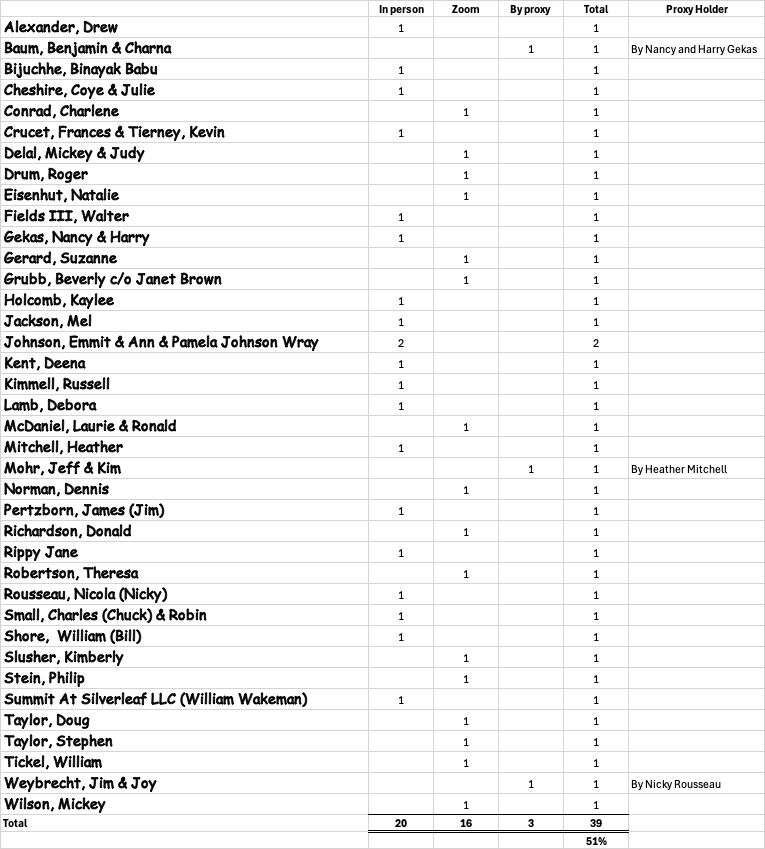 In person Zoom By proxy Total Proxy Holder
Alexander, Drew 1 1
Baum, Benjamin & Charna 1 1 By Nancy and Harry Gekas
Bijuchhe, Binayak Babu 1 1
Cheshire, Coye & Julie 1 1
Conrad, Charlene 1 1
Crucet, Frances & Tierney, Kevin 1 1
Delal, Mickey & Judy 1 1
Drum, Roger 1 1
Eisenhut, Natalie 1 1
Fields III, Walter 1 1
Gekas, Nancy & Harry 1 1
Gerard, Suzanne 1 1
Grubb, Beverly c/o Janet Brown 1 1
Holcomb, Kaylee 1 1
Jackson, Mel 1 1
Johnson, Emmit & Ann & Pamela Johnson Wray 2 2
Kent, Deena 1 1
Kimmell, Russell 1 1
Lamb, Debora 1 1
McDaniel, Laurie & Ronald 1 1
Mitchell, Heather 1 1
Mohr, Jeff & Kim 1 1 By Heather Mitchell
Norman, Dennis 1 1
Pertzborn, James (Jim) 1 1
Richardson, Donald 1 1
Rippy Jane 1 1
Robertson, Theresa 1 1
Rousseau, Nicola (Nicky) 1 1
Small, Charles (Chuck) & Robin 1 1
Shore, William (Bill) 1 1
Slusher, Kimberly 1 1
Stein, Philip 1 1
Summit At Silverleaf LLC (William Wakeman) 1 1
Taylor, Doug 1 1
Taylor, Stephen 1 1
Tickel, William 1 1
Weybrecht, Jim & Joy 1 1 By Nicky Rousseau
Wilson, Mickey 1 1
Total 20 16 3 39
51%